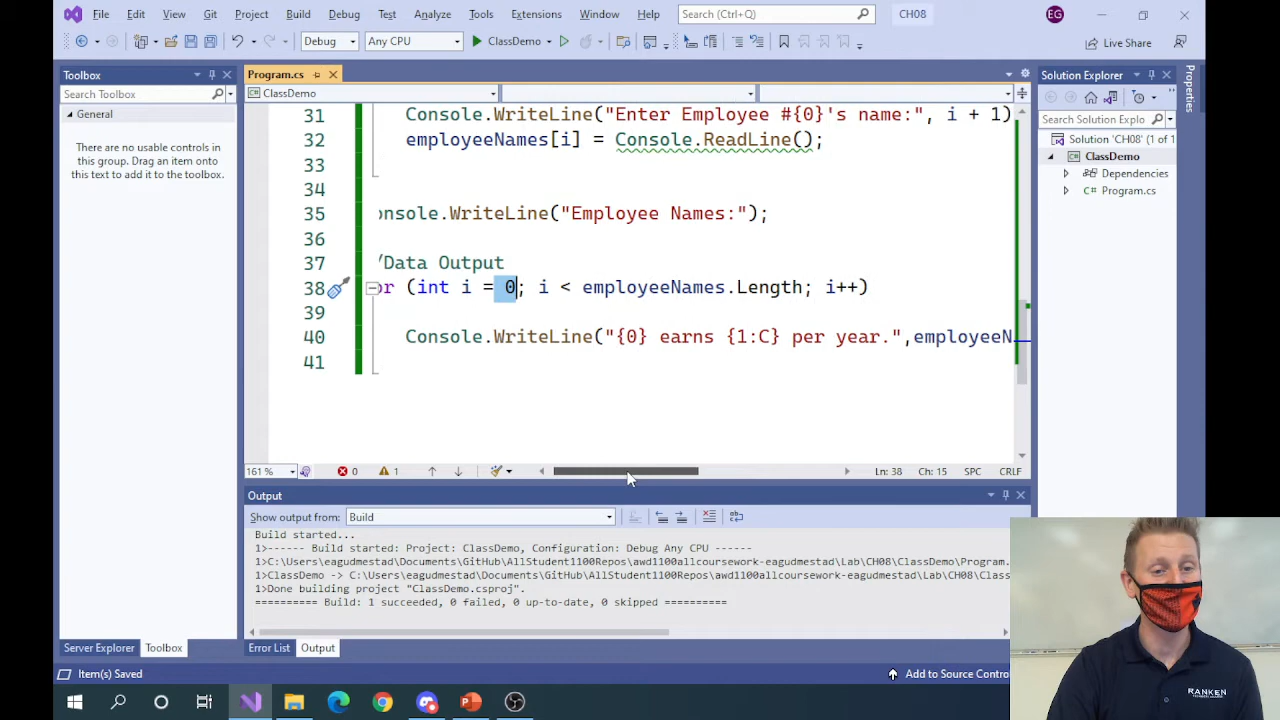 File Edit View Git Project Build Debug Test Analyze Tools Extensions Window Help Search (Ctrl+Q) CH08 EG
Debug Any CPU ClassDemo Live Share
Toolbox
Search Toolbox
General
There are no usable controls in
this group. Drag an item onto
this text to add it to the toolbox.
Server Explorer Toolbox
Program.cs
ClassDemo
31 Console.WriteLine("Enter Employee #{0}'s name:", i + 1)
32 employeeNames[i] = Console.ReadLine();
33
34
35 onsole.WriteLine("Employee Names:");
36
37 /Data Output
38 or (int i = 0; i < employeeNames.Length; i++)
39
40 Console.WriteLine("{0} earns {1:C} per year.",employeeN
41
161 % 0 1 Ln: 38 Ch: 15 SPC CRLF
Output
Show output from: Build
Build started...
1>------ Build started: Project: ClassDemo, Configuration: Debug Any CPU ------
1>C:\Users\eagudmestad\Documents\GitHub\AllStudent1100Repos\awd1100allcoursework-eagudmestad\Lab\CH08\ClassDemo\Program.
1>ClassDemo -> C:\Users\eagudmestad\Documents\GitHub\AllStudent1100Repos\awd1100allcoursework-eagudmestad\Lab\CH08\Class
1>Done building project "ClassDemo.csproj".
========== Build: 1 succeeded, 0 failed, 0 up-to-date, 0 skipped ==========
Error List Output
Solution Explorer
Search Solution Explo
Solution 'CH08' (1 of 1
ClassDemo
Dependencies
Program.cs
Properties
Item(s) Saved Add to Source Contro
RANKEN